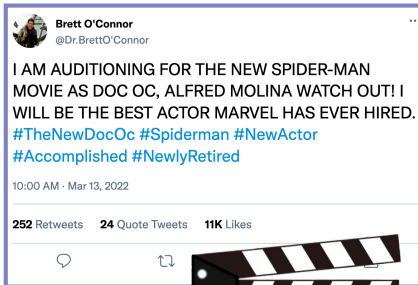 Brett O'Connor
@Dr.BrettO'Connor
I AM AUDITIONING FOR THE NEW SPIDER-MAN
MOVIE AS DOC OC, ALFRED MOLINA WATCH OUT! I
WILL BE THE BEST ACTOR MARVEL HAS EVER HIRED.
#TheNewDocOc #Spiderman #NewActor
#Accomplished #NewlyRetired
10:00 AM · Mar 13, 2022
252 Retweets 24 Quote Tweets 11K Likes